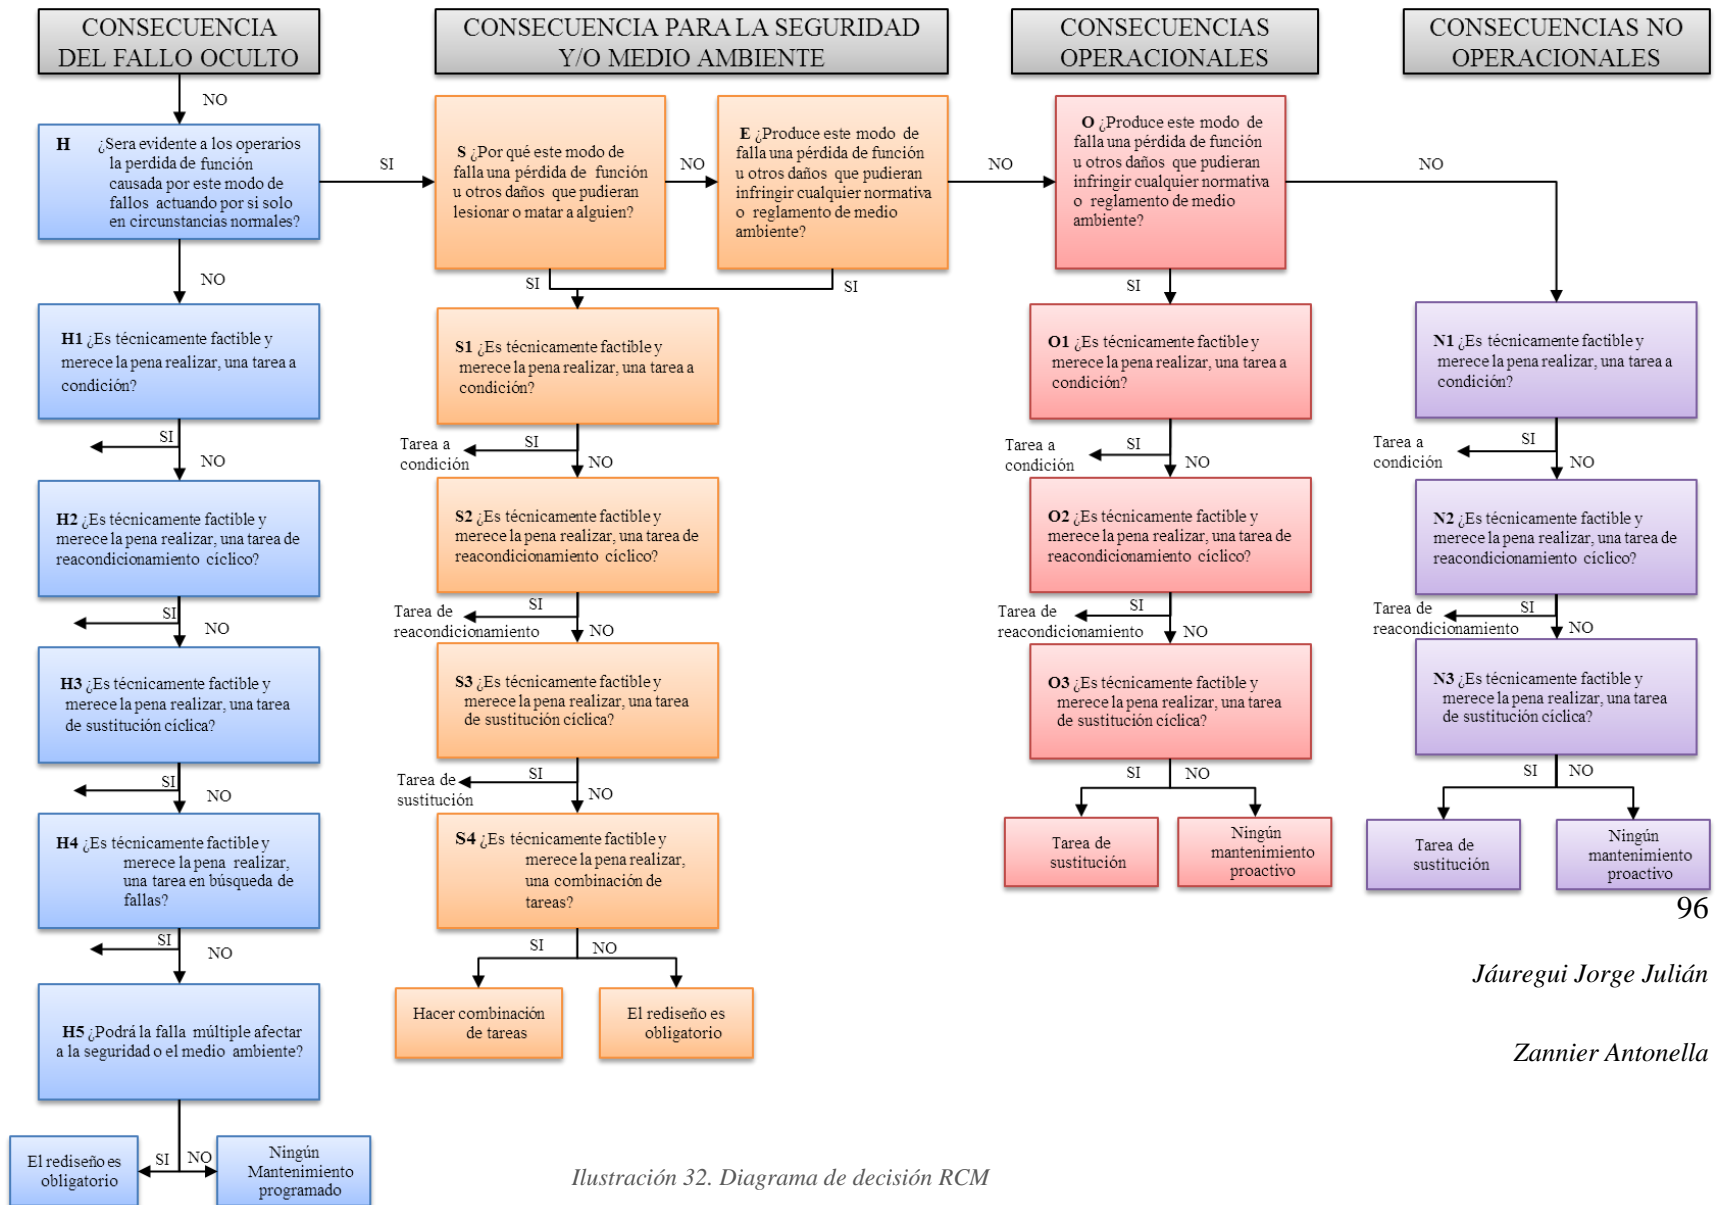 CONSECUENCIA
DEL FALLO OCULTO
CONSECUENCIA PARA LA SEGURIDAD
Y/O MEDIO AMBIENTE
CONSECUENCIAS
OPERACIONALES
CONSECUENCIAS NO
OPERACIONALES
NO
H ¿Sera evidente a los operarios
la perdida de función
causada por este modo de
fallos actuando por si solo
en circunstancias normales?
SI
S ¿Por qué este modo de
falla una pérdida de función
u otros daños que pudieran
lesionar o matar a alguien?
NO
E ¿Produce este modo de
falla una pérdida de función
u otros daños que pudieran
infringir cualquier normativa
o reglamento de medio
ambiente?
NO
O ¿Produce este modo de
falla una pérdida de función
u otros daños que pudieran
infringir cualquier normativa
o reglamento de medio
ambiente?
NO
NO
SI
SI
SI
H1 ¿Es técnicamente factible y
merece la pena realizar, una tarea a
condición?
S1 ¿Es técnicamente factible y
merece la pena realizar, una tarea a
condición?
O1 ¿Es técnicamente factible y
merece la pena realizar, una tarea a
condición?
N1 ¿Es técnicamente factible y
merece la pena realizar, una tarea a
condición?
SI
NO
Tarea a
condición
SI
NO
Tarea a
condición
SI
NO
Tarea a
condición
SI
NO
H2 ¿Es técnicamente factible y
merece la pena realizar, una tarea de
reacondicionamiento cíclico?
S2 ¿Es técnicamente factible y
merece la pena realizar, una tarea de
reacondicionamiento cíclico?
O2 ¿Es técnicamente factible y
merece la pena realizar, una tarea de
reacondicionamiento cíclico?
N2 ¿Es técnicamente factible y
merece la pena realizar, una tarea de
reacondicionamiento cíclico?
SI
NO
Tarea de
reacondicionamiento
SI
NO
Tarea de
reacondicionamiento
SI
NO
Tarea de
reacondicionamiento
SI
NO
H3 ¿Es técnicamente factible y
merece la pena realizar, una tarea
de sustitución cíclica?
S3 ¿Es técnicamente factible y
merece la pena realizar, una tarea
de sustitución cíclica?
O3 ¿Es técnicamente factible y
merece la pena realizar, una tarea
de sustitución cíclica?
N3 ¿Es técnicamente factible y
merece la pena realizar, una tarea
de sustitución cíclica?
SI
NO
Tarea de
sustitución
SI
NO
SI
NO
SI
NO
H4 ¿Es técnicamente factible y
merece la pena realizar,
una tarea en búsqueda de
fallas?
S4 ¿Es técnicamente factible y
merece la pena realizar,
una combinación de
tareas?
Tarea de
sustitución
Ningún
mantenimiento
proactivo
Tarea de
sustitución
Ningún
mantenimiento
proactivo
96
SI
NO
SI
NO
Jáuregui Jorge Julián
H5 ¿Podrá la falla múltiple afectar
a la seguridad o el medio ambiente?
Hacer combinación
de tareas
El rediseño es
obligatorio
Zannier Antonella
El rediseño es
obligatorio
SI
NO
Ningún
Mantenimiento
programado
Ilustración 32. Diagrama de decisión RCM